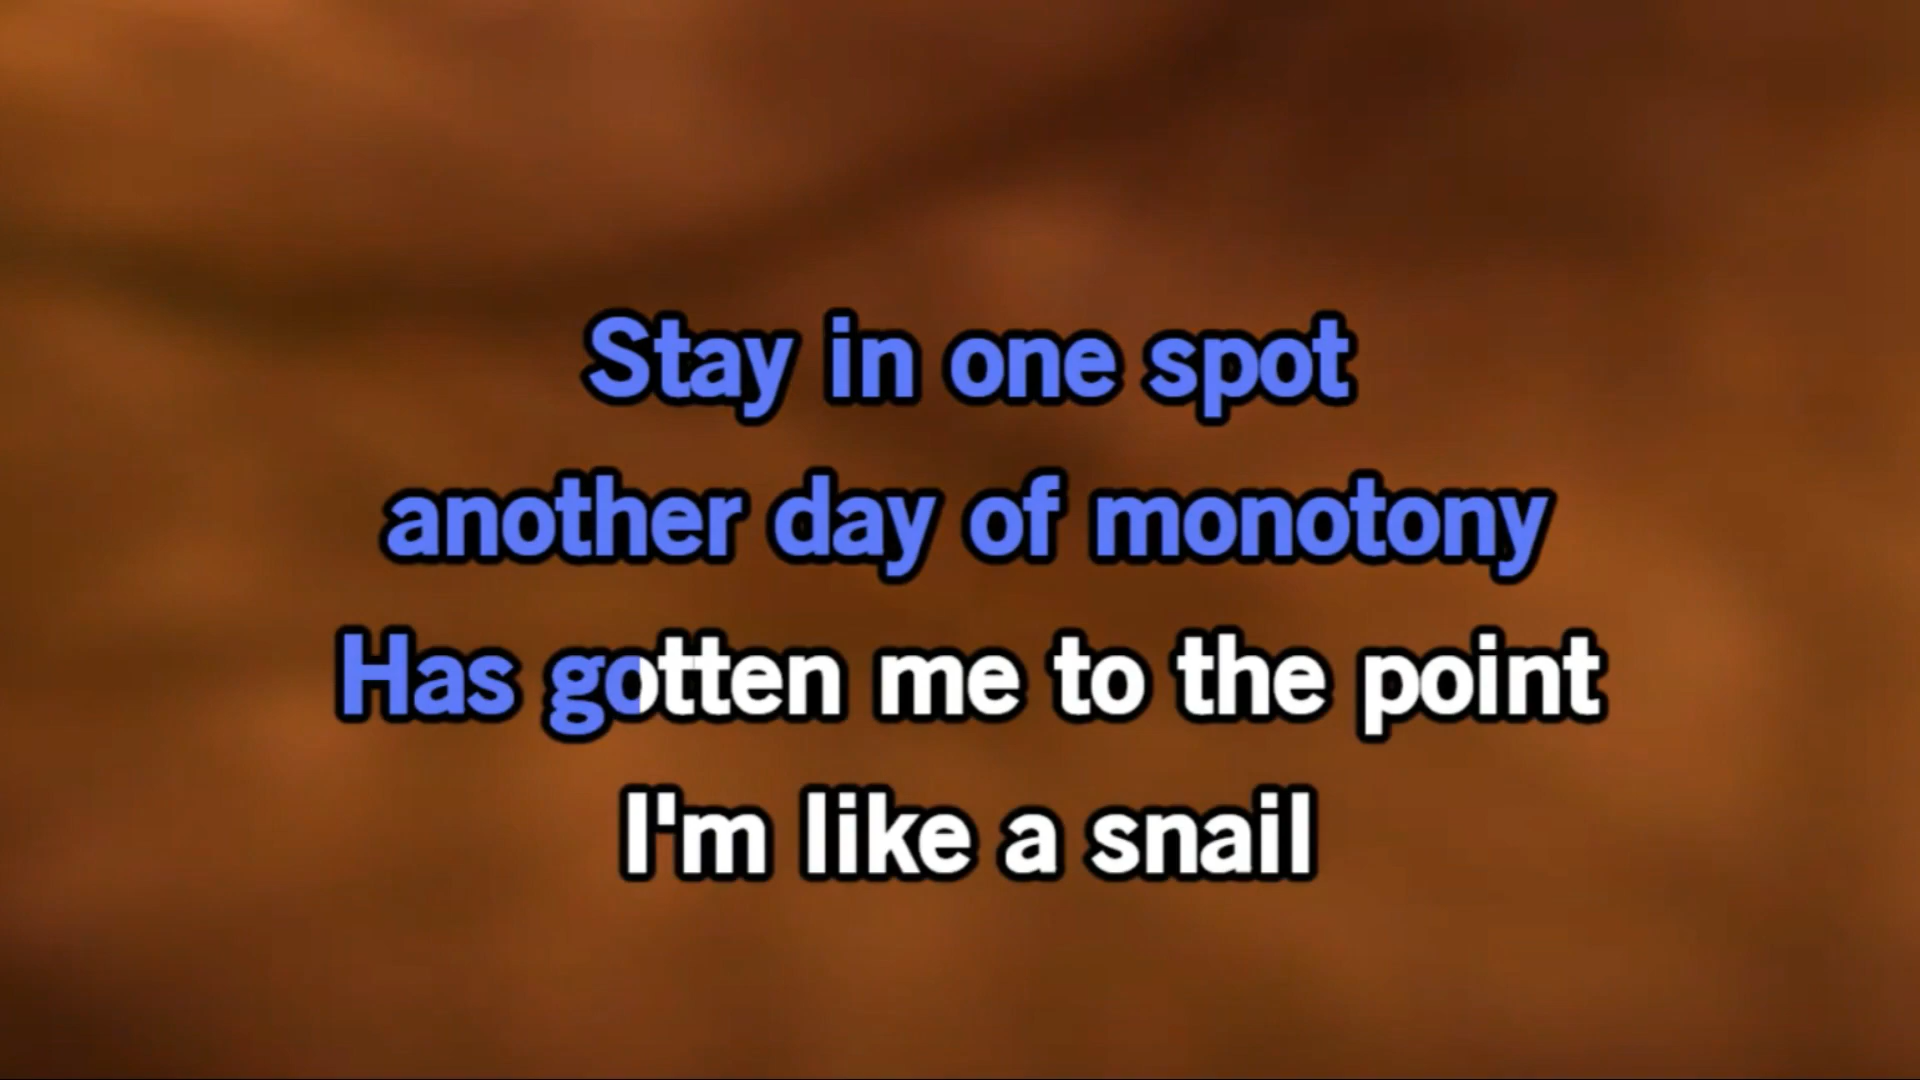 Stay in one spot
another day of monotony
Has gotten me to the point
I'm like a snail